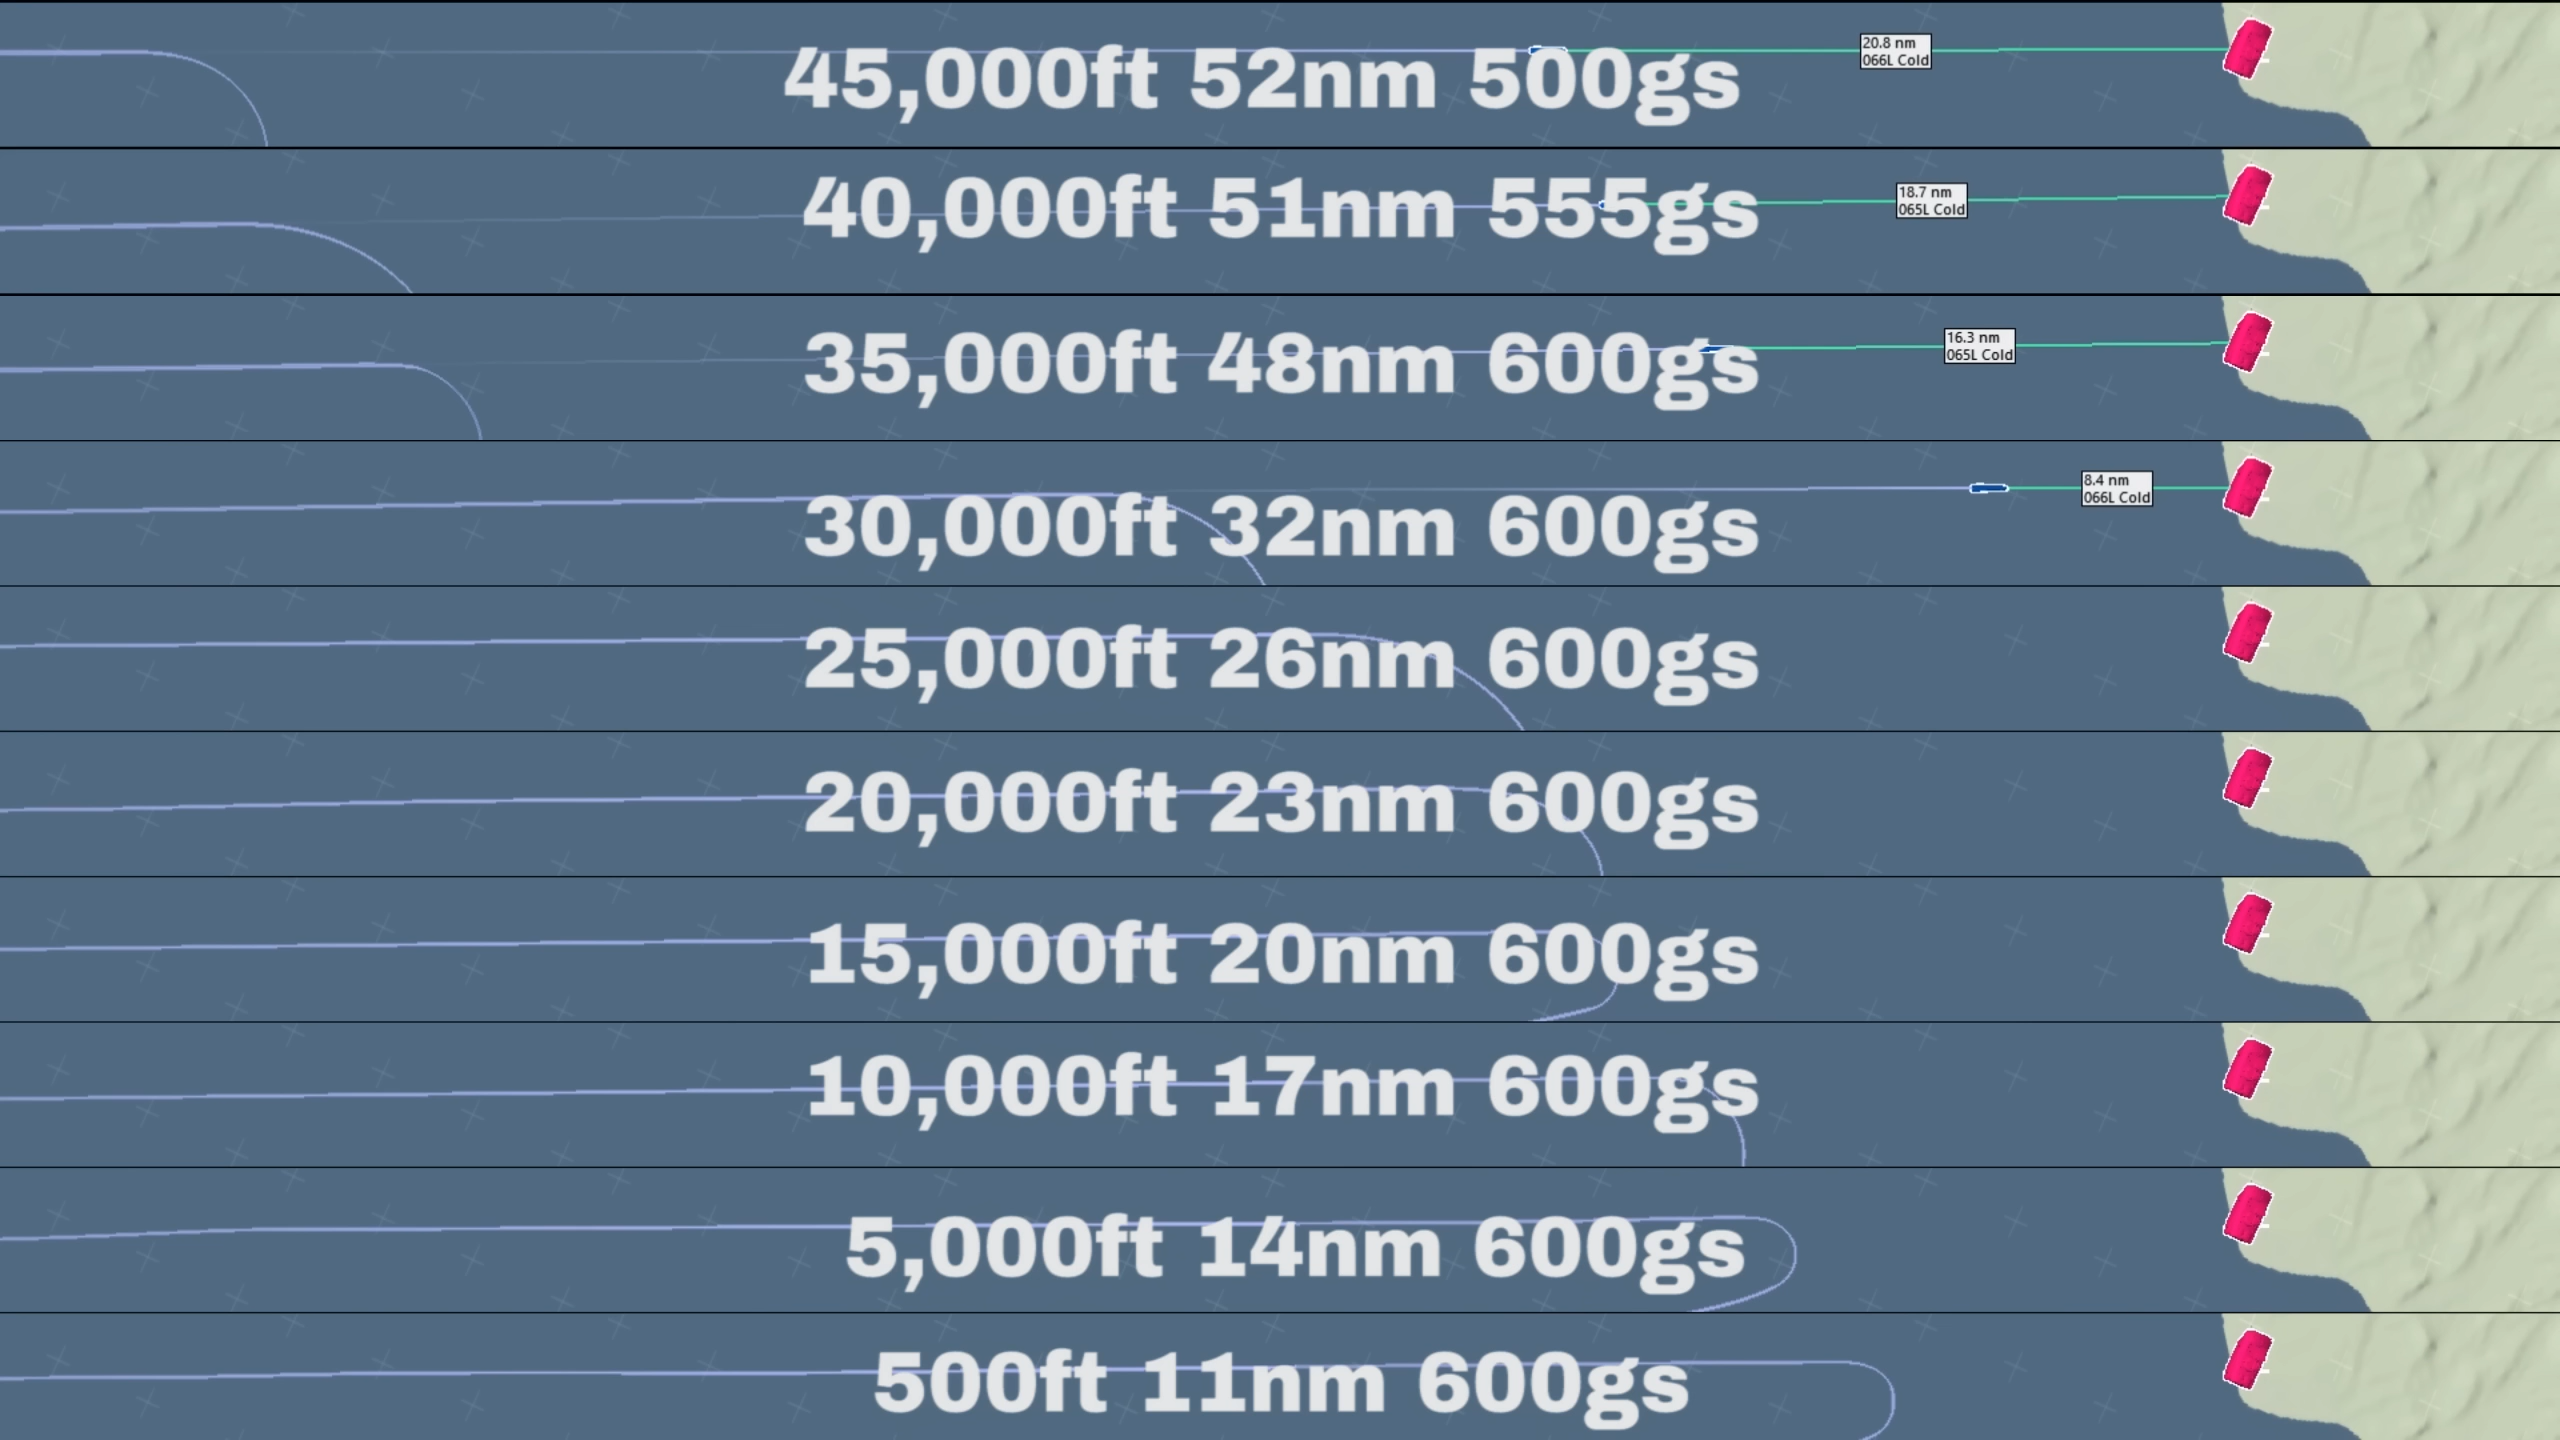 20.8 nm
066L Cold
45,000ft 52nm 500gs
18.7 nm
065L Cold
40,000ft 51nm 555gs
16.3 nm
065L Cold
35,000ft 48nm 600gs
8.4 nm
066L Cold
30,000ft 32nm 600gs
25,000ft 26nm 600gs
20,000ft 23nm 600gs
15,000ft 20nm 600gs
10,000ft 17nm 600gs
5,000ft 14nm 600gs
500ft 11nm 600gs